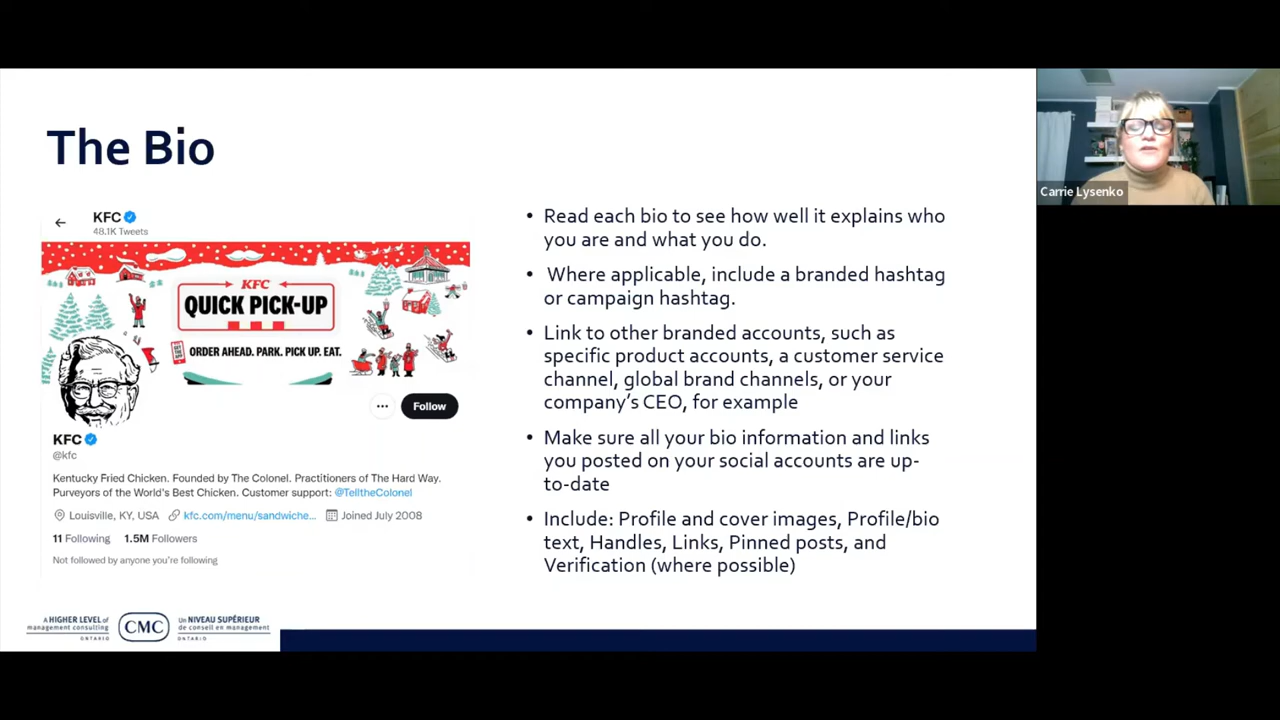 The Bio
KFC
48.1K Tweets
KFC
QUICK PICK-UP
ORDER AHEAD. PARK. PICK UP. EAT.
Follow
KFC
@kfc
Kentucky Fried Chicken. Founded by The Colonel. Practitioners of The Hard Way.
Purveyors of the World's Best Chicken. Customer support: @TelltheColonel
Louisville, KY, USA kfc.com/menu/sandwiche... Joined July 2008
11 Following 1.5M Followers
Not followed by anyone you're following
• Read each bio to see how well it explains who
you are and what you do.
• Where applicable, include a branded hashtag
or campaign hashtag.
• Link to other branded accounts, such as
specific product accounts, a customer service
channel, global brand channels, or your
company's CEO, for example
• Make sure all your bio information and links
you posted on your social accounts are up-
to-date
• Include: Profile and cover images, Profile/bio
text, Handles, Links, Pinned posts, and
Verification (where possible)
A HIGHER LEVEL of
management consulting
ONTARIO
CMC
UN NIVEAU SUPÉRIEUR
de conseil en management
ONTARIO
Carrie Lysenko